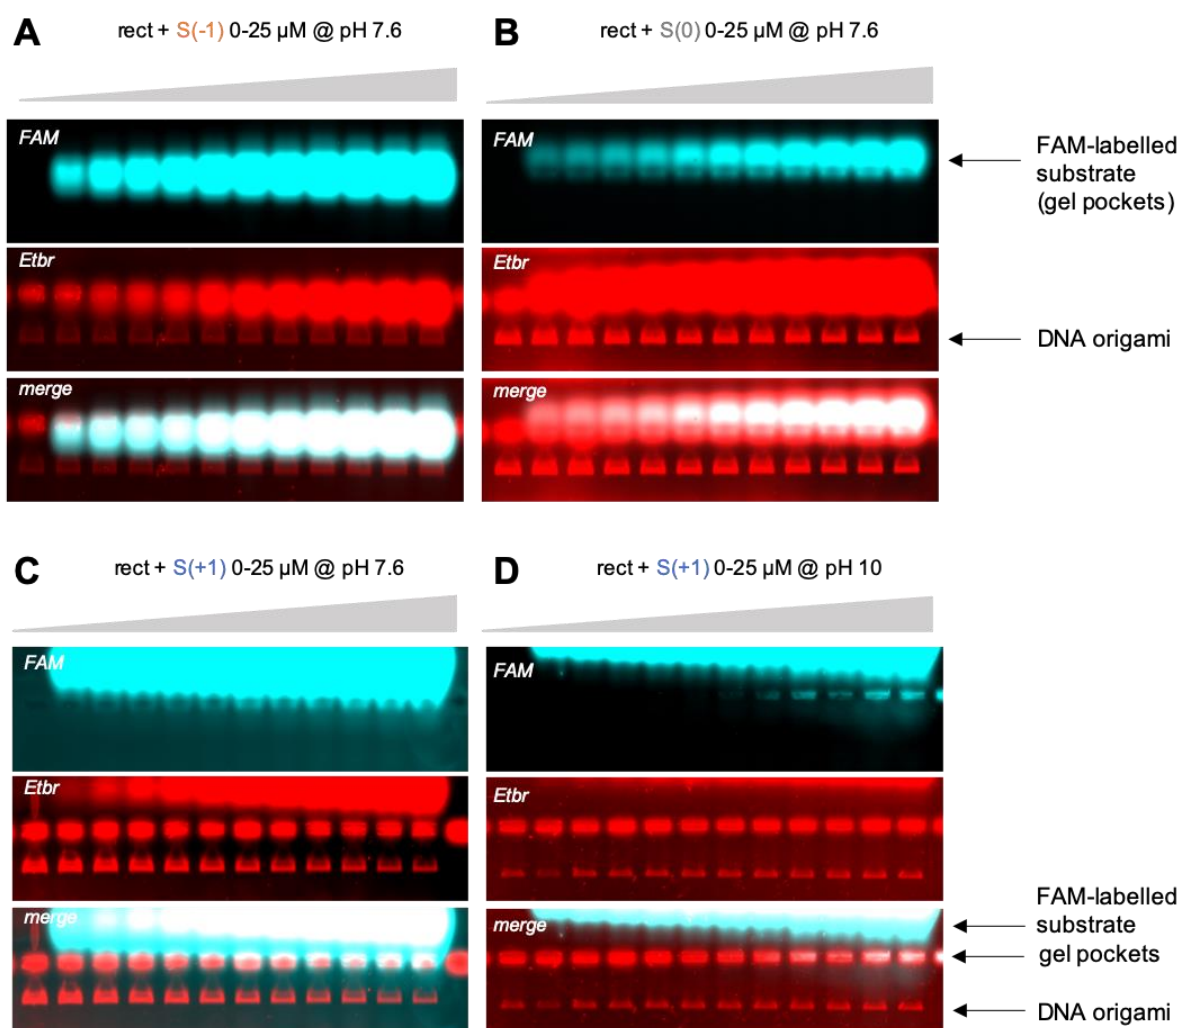 A
rect + S(-1) 0-25 µM @ pH 7.6
B
rect + S(0) 0-25 µM @ pH 7.6
FAM
FAM
FAM-labelled
substrate
(gel pockets)
Etbr
Etbr
DNA origami
merge
merge
C
rect + S(+1) 0-25 µM @ pH 7.6
D
rect + S(+1) 0-25 µM @ pH 10
FAM
FAM
Etbr
Etbr
merge
merge
FAM-labelled
substrate
gel pockets
DNA origami